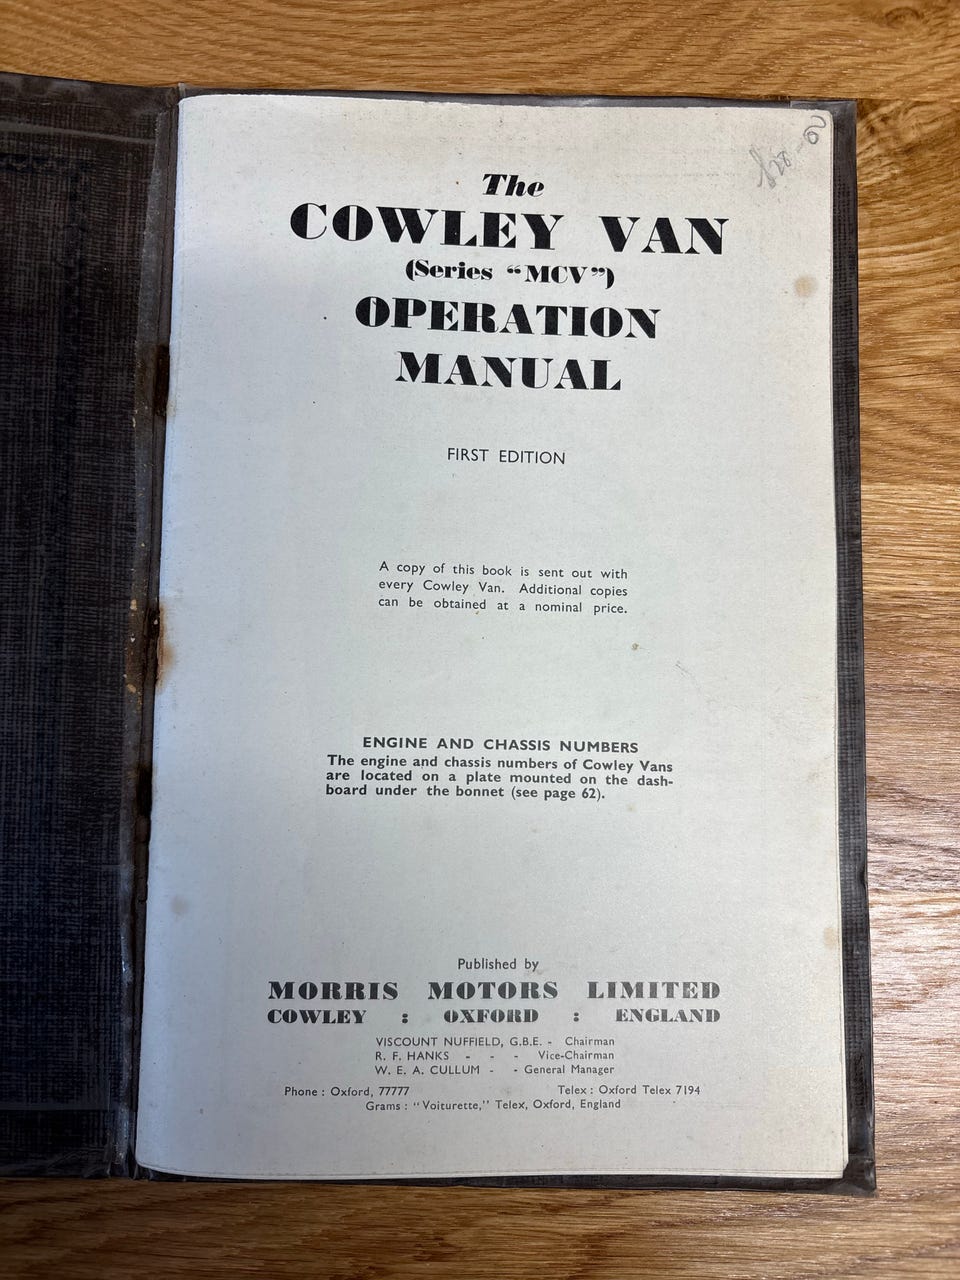 The
COWLEY VAN
(Series “MCV”)
OPERATION
MANUAL
FIRST EDITION
A copy of this book is sent out with
every Cowley Van. Additional copies
can be obtained at a nominal price.
ENGINE AND CHASSIS NUMBERS
The engine and chassis numbers of Cowley Vans
are located on a plate mounted on the dash-
board under the bonnet (see page 62).
Published by
MORRIS MOTORS LIMITED
COWLEY : OXFORD : ENGLAND
VISCOUNT NUFFIELD, G.B.E. - Chairman
R. F. HANKS - - - Vice-Chairman
W. E. A. CULLUM - - General Manager
Phone : Oxford, 77777 Telex : Oxford Telex 7194
Grams : “Voiturette,” Telex, Oxford, England